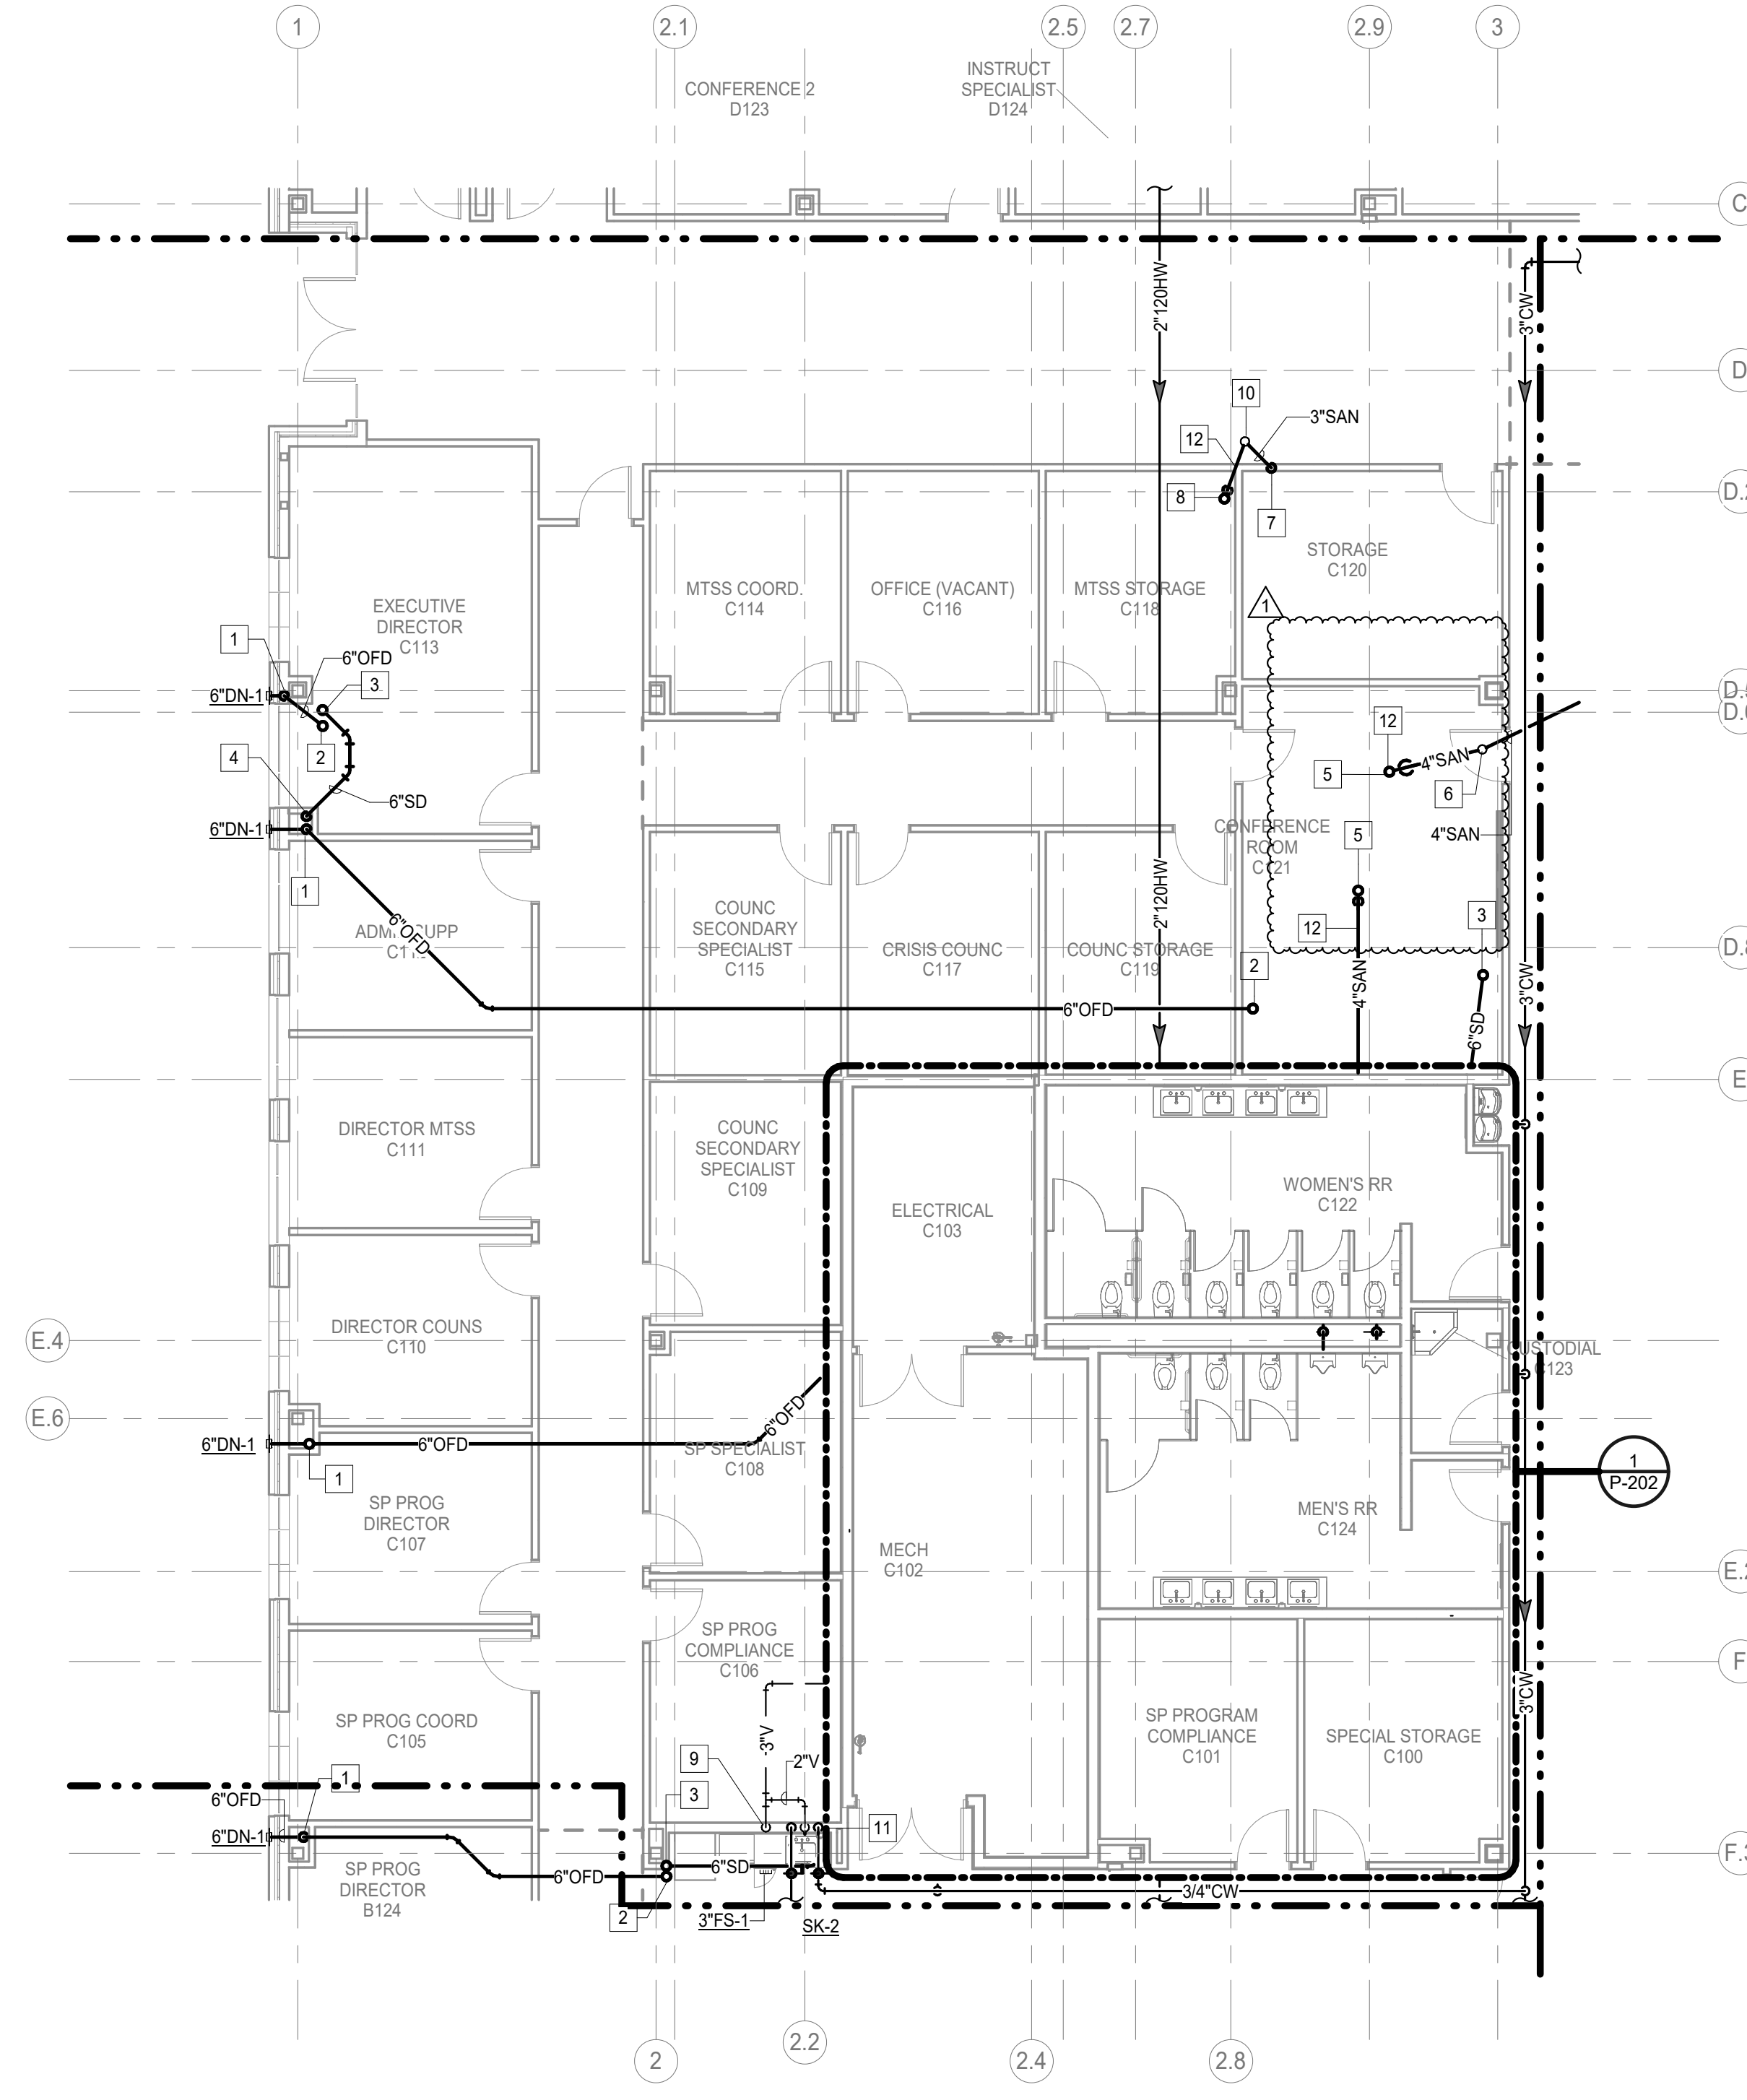 1
2.1
2.5
2.7
2.9
3
CONFERENCE 2
D123
INSTRUCT
SPECIALIST
D124
C
2"120HW
3"CW
D
10
3"SAN
12
8
7
STORAGE
C120
MTSS COORD.
C114
OFFICE (VACANT)
C116
MTSS STORAGE
C118
1
EXECUTIVE
DIRECTOR
C113
1
6"OFD
3
6"DN-1
2
4
6"SD
6"DN-1
1
12
5
4"SAN
6
4"SAN
CONFERENCE
ROOM
C121
5
12
3
2"120HW
6"OFD
COUNC
SECONDARY
SPECIALIST
C115
CRISIS COUNC
C117
COUNC STORAGE
C119
2
4"SAN
6"SD
3"CW
6"OFD
E
DIRECTOR MTSS
C111
COUNC
SECONDARY
SPECIALIST
C109
ELECTRICAL
C103
WOMEN'S RR
C122
E.4
DIRECTOR COUNS
C110
CUSTODIAL
C123
E.6
6"OFD
6"DN-1
6"OFD
1
SP SPECIALIST
C108
1
P-202
SP PROG
DIRECTOR
C107
MEN'S RR
C124
MECH
C102
SP PROG
COMPLIANCE
C106
F
3"CW
SP PROG COORD
C105
3"V
2"V
9
3
SP PROGRAM
COMPLIANCE
C101
SPECIAL STORAGE
C100
1
6"OFD
6"DN-1
11
6"SD
6"OFD
SP PROG
DIRECTOR
B124
2
3"FS-1
SK-2
3/4"CW
2
2.2
2.4
2.8